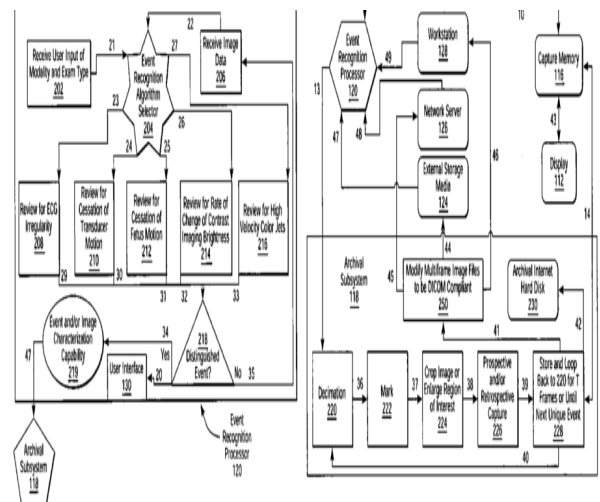 22
21
27
Receive User Input of
Modality and Exam Type
202
Event
Recognition
Algorithm
Selector
204
Receive Image
Data
206
23
24
25
26
Review for ECG
Irregularity
208
Review for
Cessation of
Transducer
Motion
210
Review for
Cessation of
Fetus Motion
212
Review for Rate of
Change of Contrast
Imaging Brightness
214
Review for High
Velocity Color Jets
216
29
30
31
32
33
Event and/or Image
Characterization
Capability
219
34
Yes
218
Distinguished
Event?
No
35
20
User Interface
130
47
Archival
Subsystem
118
Event
Recognition
Processor
120
10
13
Event
Recognition
Processor
120
49
Workstation
128
Capture Memory
116
47
48
Network Server
126
43
46
External Storage
Media
124
Display
112
14
44
Archival
Subsystem
118
45
Modify Multiframe Image Files
to be DICOM Compliant
250
Archival Internet
Hard Disk
230
41
42
Decimation
220
36
Mark
222
37
Crop Image or
Enlarge Region
of Interest
224
38
Prospective
and/or
Retrospective
Capture
226
39
Store and Loop
Back to 220 for T
Frames or Until
Next Unique Event
228
40